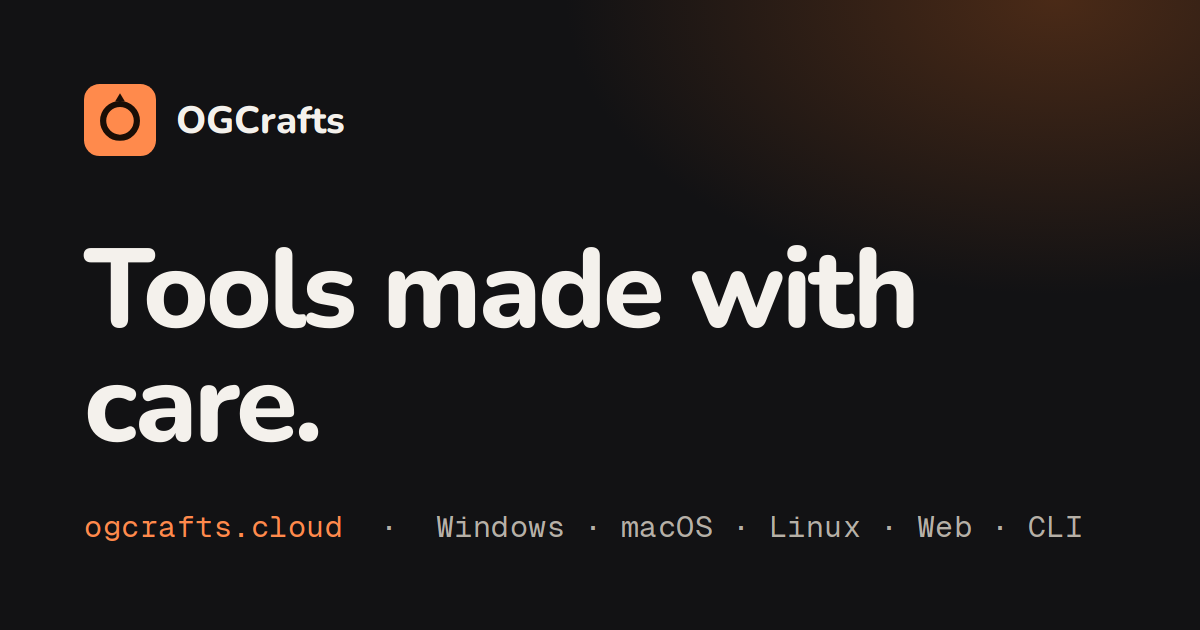 OGCrafts
Tools made with
care.
ogcrafts.cloud · Windows · macOS · Linux · Web · CLI